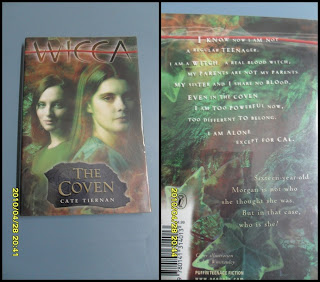 WICCA
THE
COVEN
CATE TIERNAN
2010/04/28 20:41
I KNOW NOW I AM NOT
A REGULAR TEENAGER.
I AM A WITCH. A REAL BLOOD WITCH.
MY PARENTS ARE NOT MY PARENTS
MY SISTER AND I SHARE NO BLOOD.
EVEN IN THE COVEN
I AM TOO POWERFUL NOW,
TOO DIFFERENT TO BELONG.
I AM ALONE
EXCEPT FOR CAL.
Sixteen-year-old
Morgan is not who
she thought she was.
But in that case,
who is she?
PUFFIN/TEENAGE FICTION
2010/04/28 20:41